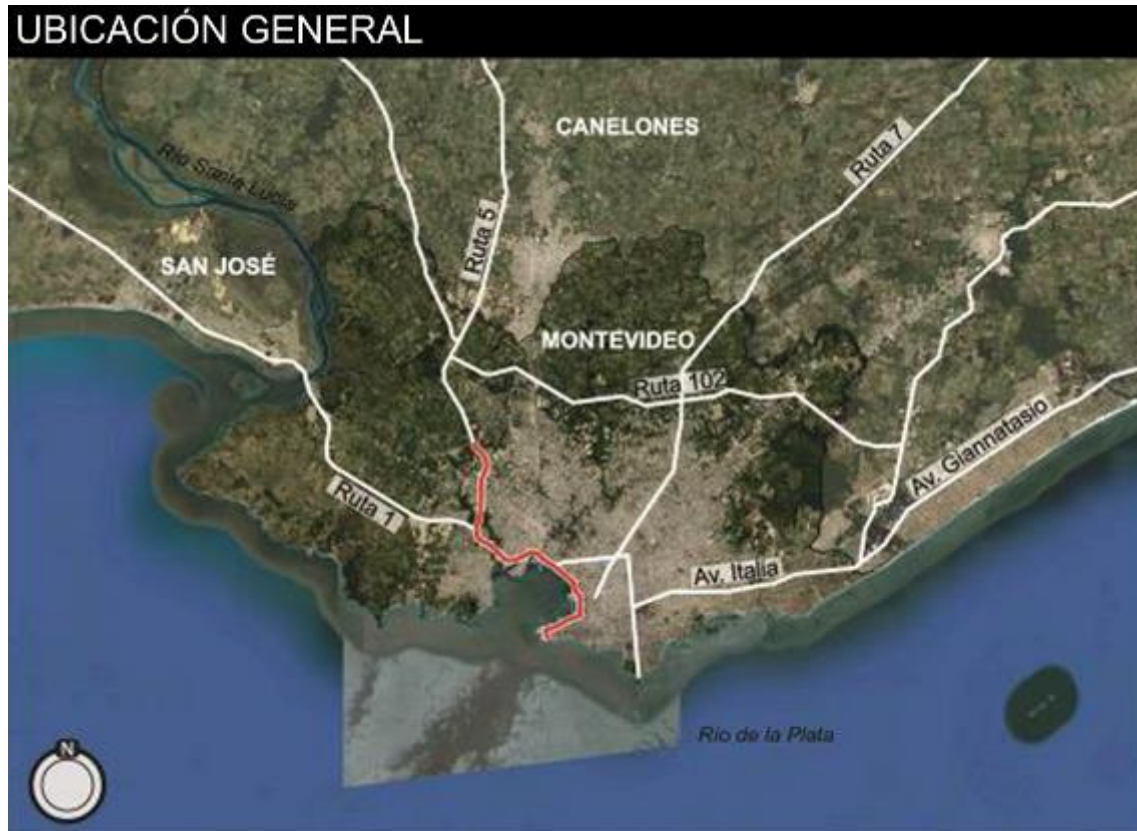 UBICACIÓN GENERAL
CANELONES
Ruta 7
Río Santa Lucía
Ruta 5
SAN JOSÉ
MONTEVIDEO
Ruta 102
Av. Giannatasio
Ruta 1
Av. Italia
Río de la Plata
N